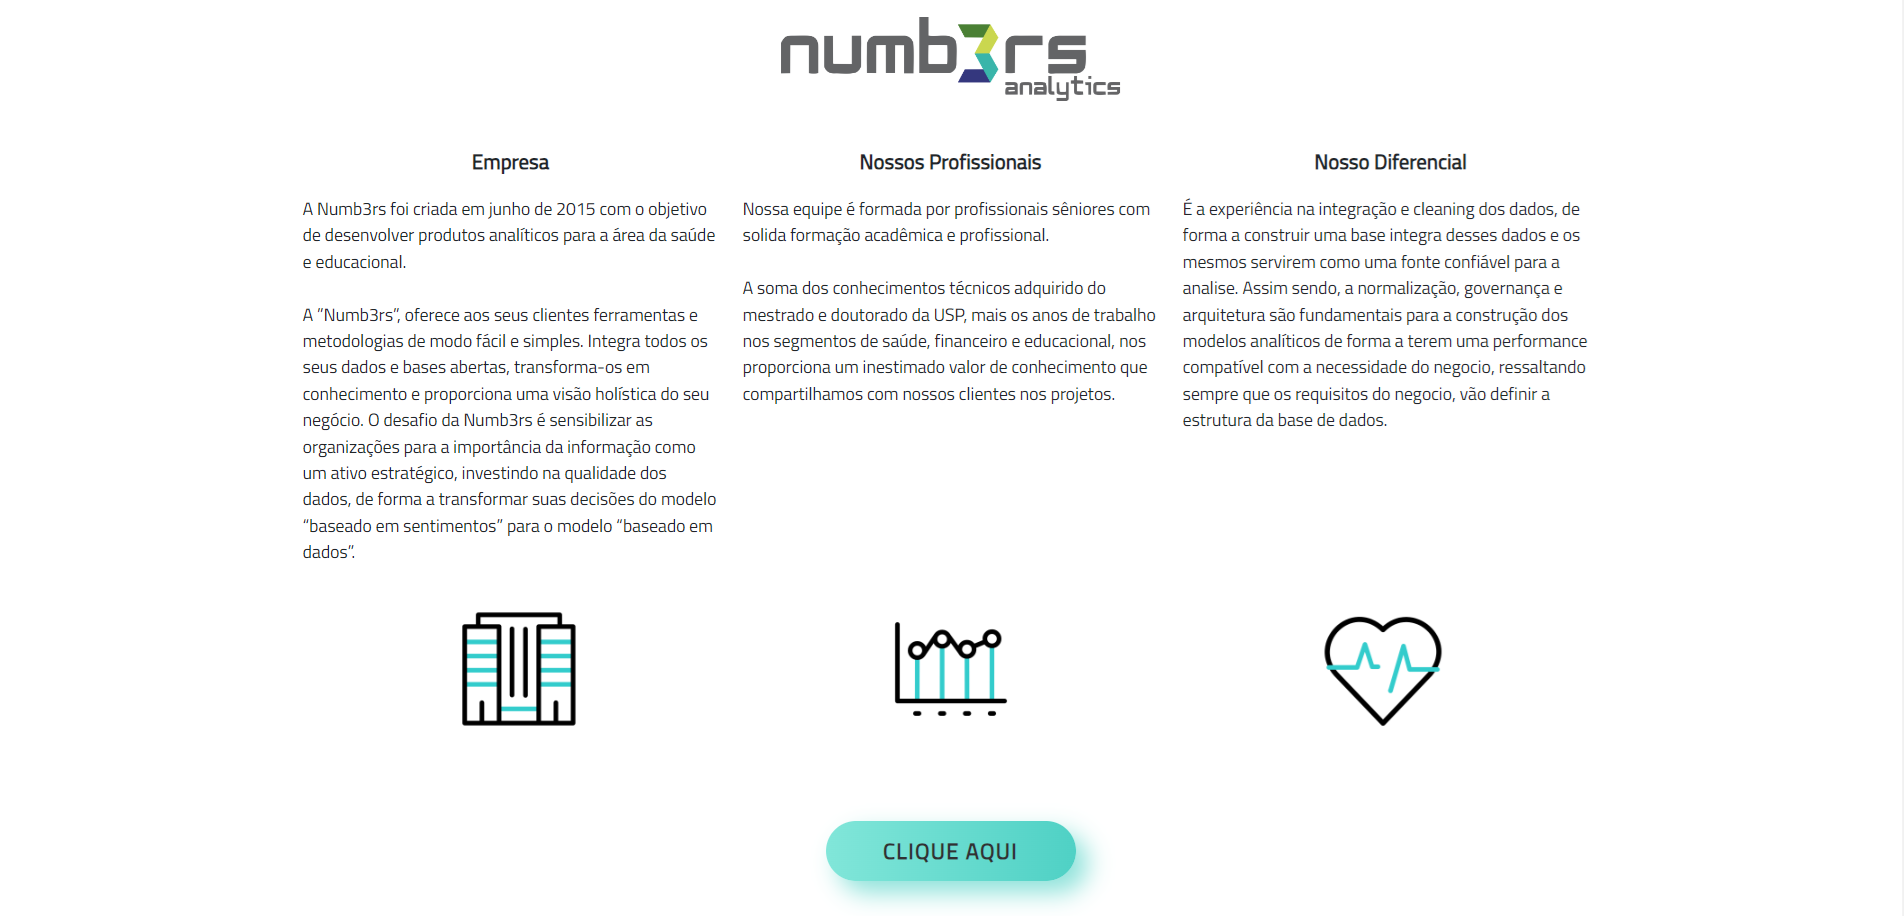 numb3rs
analytics
Empresa
A Numb3rs foi criada em junho de 2015 com o objetivo
de desenvolver produtos analíticos para a área da saúde
e educacional.
A ”Numb3rs”, oferece aos seus clientes ferramentas e
metodologias de modo fácil e simples. Integra todos os
seus dados e bases abertas, transforma-os em
conhecimento e proporciona uma visão holística do seu
negócio. O desafio da Numb3rs é sensibilizar as
organizações para a importância da informação como
um ativo estratégico, investindo na qualidade dos
dados, de forma a transformar suas decisões do modelo
“baseado em sentimentos” para o modelo “baseado em
dados”.
Nossos Profissionais
Nossa equipe é formada por profissionais sêniores com
solida formação acadêmica e profissional.
A soma dos conhecimentos técnicos adquirido do
mestrado e doutorado da USP, mais os anos de trabalho
nos segmentos de saúde, financeiro e educacional, nos
proporciona um inestimado valor de conhecimento que
compartilhamos com nossos clientes nos projetos.
Nosso Diferencial
É a experiência na integração e cleaning dos dados, de
forma a construir uma base integra desses dados e os
mesmos servirem como uma fonte confiável para a
analise. Assim sendo, a normalização, governança e
arquitetura são fundamentais para a construção dos
modelos analíticos de forma a terem uma performance
compatível com a necessidade do negocio, ressaltando
sempre que os requisitos do negocio, vão definir a
estrutura da base de dados.
CLIQUE AQUI